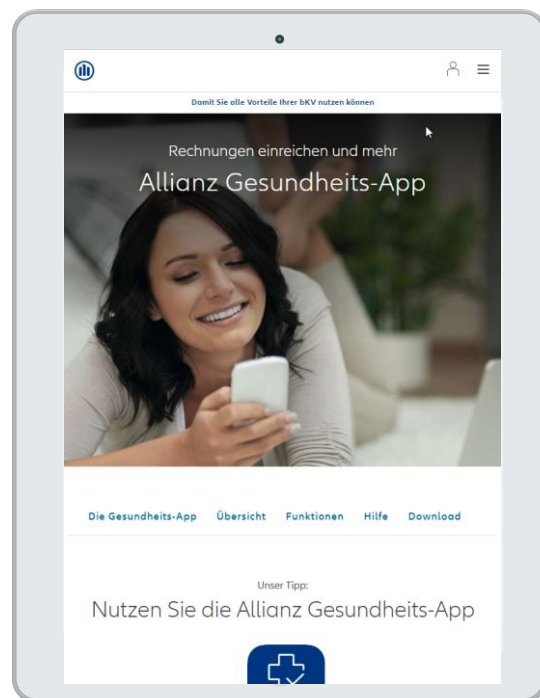 Damit Sie alle Vorteile Ihrer bKV nutzen können
Rechnungen einreichen und mehr
Allianz Gesundheits-App
Die Gesundheits-App Übersicht Funktionen Hilfe Download
Unser Tipp:
Nutzen Sie die Allianz Gesundheits-App